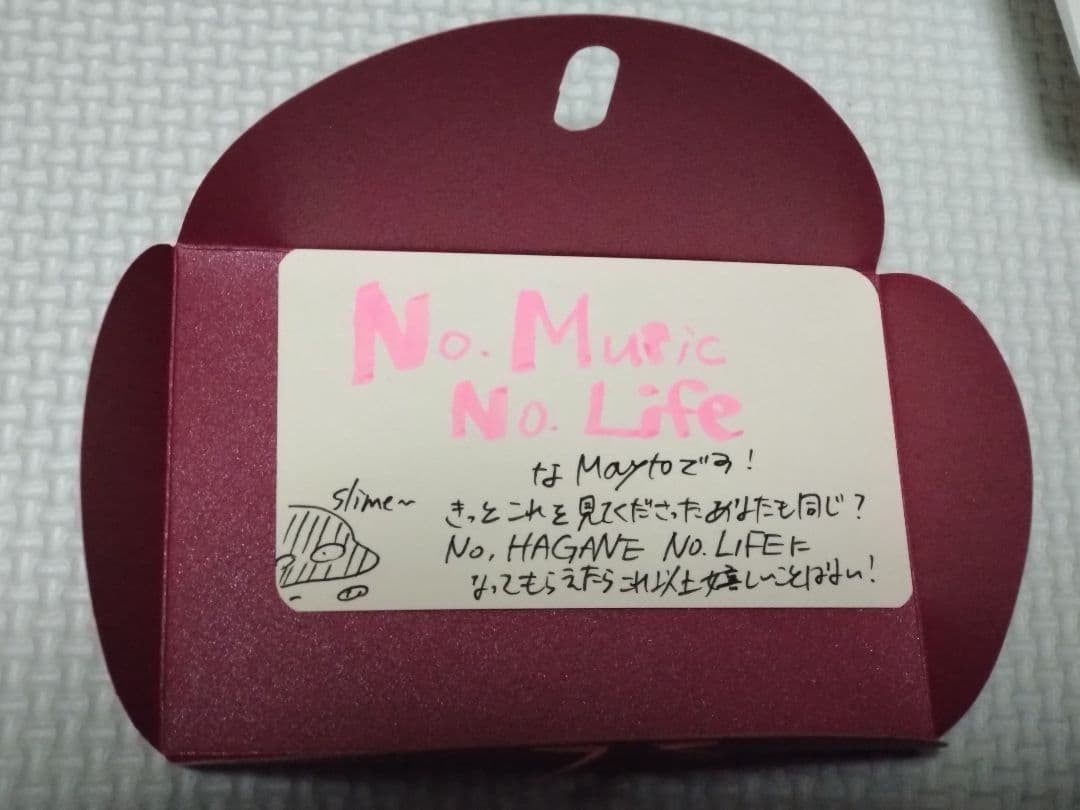 No. Music
No. Life
な Maytoです!
slime~
きっと これを 見てくださったあなたも同じ?
No, HAGANE No. LIFEに
なってもらえたら これ以上嬉しいことはない!